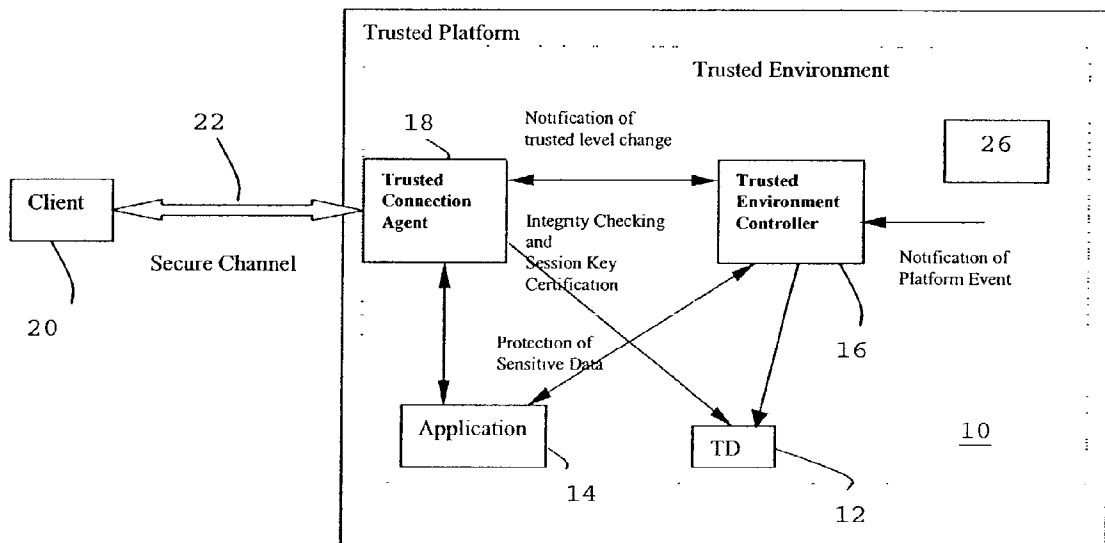 Trusted Platform
Trusted Environment
22
18
Notification of
trusted level change
26
Client
Trusted
Connection
Agent
Trusted
Environment
Controller
Secure Channel
Integrity Checking
and
Session Key
Certification
Notification of
Platform Event
20
16
Protection of
Sensitive Data
Application
TD
10
14
12